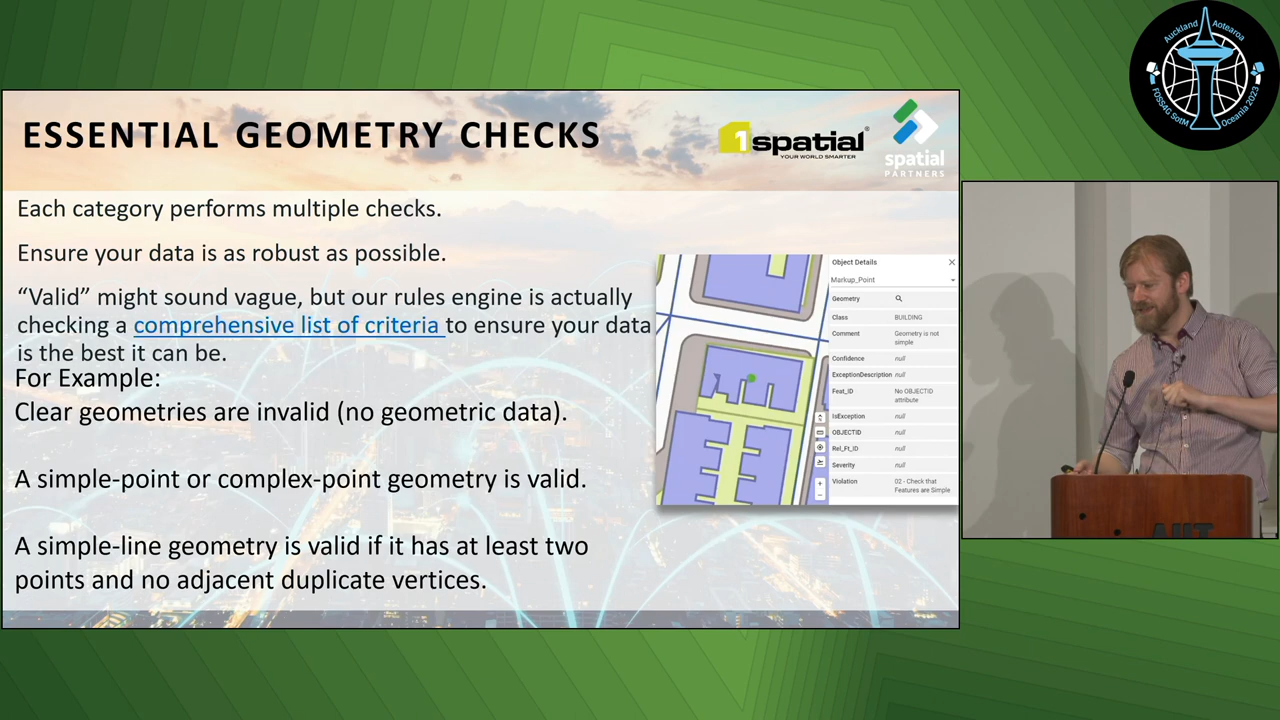 ESSENTIAL GEOMETRY CHECKS
1spatial®
YOUR WORLD SMARTER
spatial
PARTNERS
Auckland Aotearoa
FOSS4G SotM Oceania 2023
Each category performs multiple checks.
Ensure your data is as robust as possible.
“Valid” might sound vague, but our rules engine is actually
checking a comprehensive list of criteria to ensure your data
is the best it can be.
For Example:
Clear geometries are invalid (no geometric data).
A simple-point or complex-point geometry is valid.
A simple-line geometry is valid if it has at least two
points and no adjacent duplicate vertices.
Object Details
Markup_Point
Geometry
Class BUILDING
Comment Geometry is not
simple
Confidence null
ExceptionDescription null
Feat_ID No OBJECTID
attribute
IsException null
OBJECTID null
Rel_Ft_ID null
Severity null
Violation 02 - Check that
Features are Simple
AUT